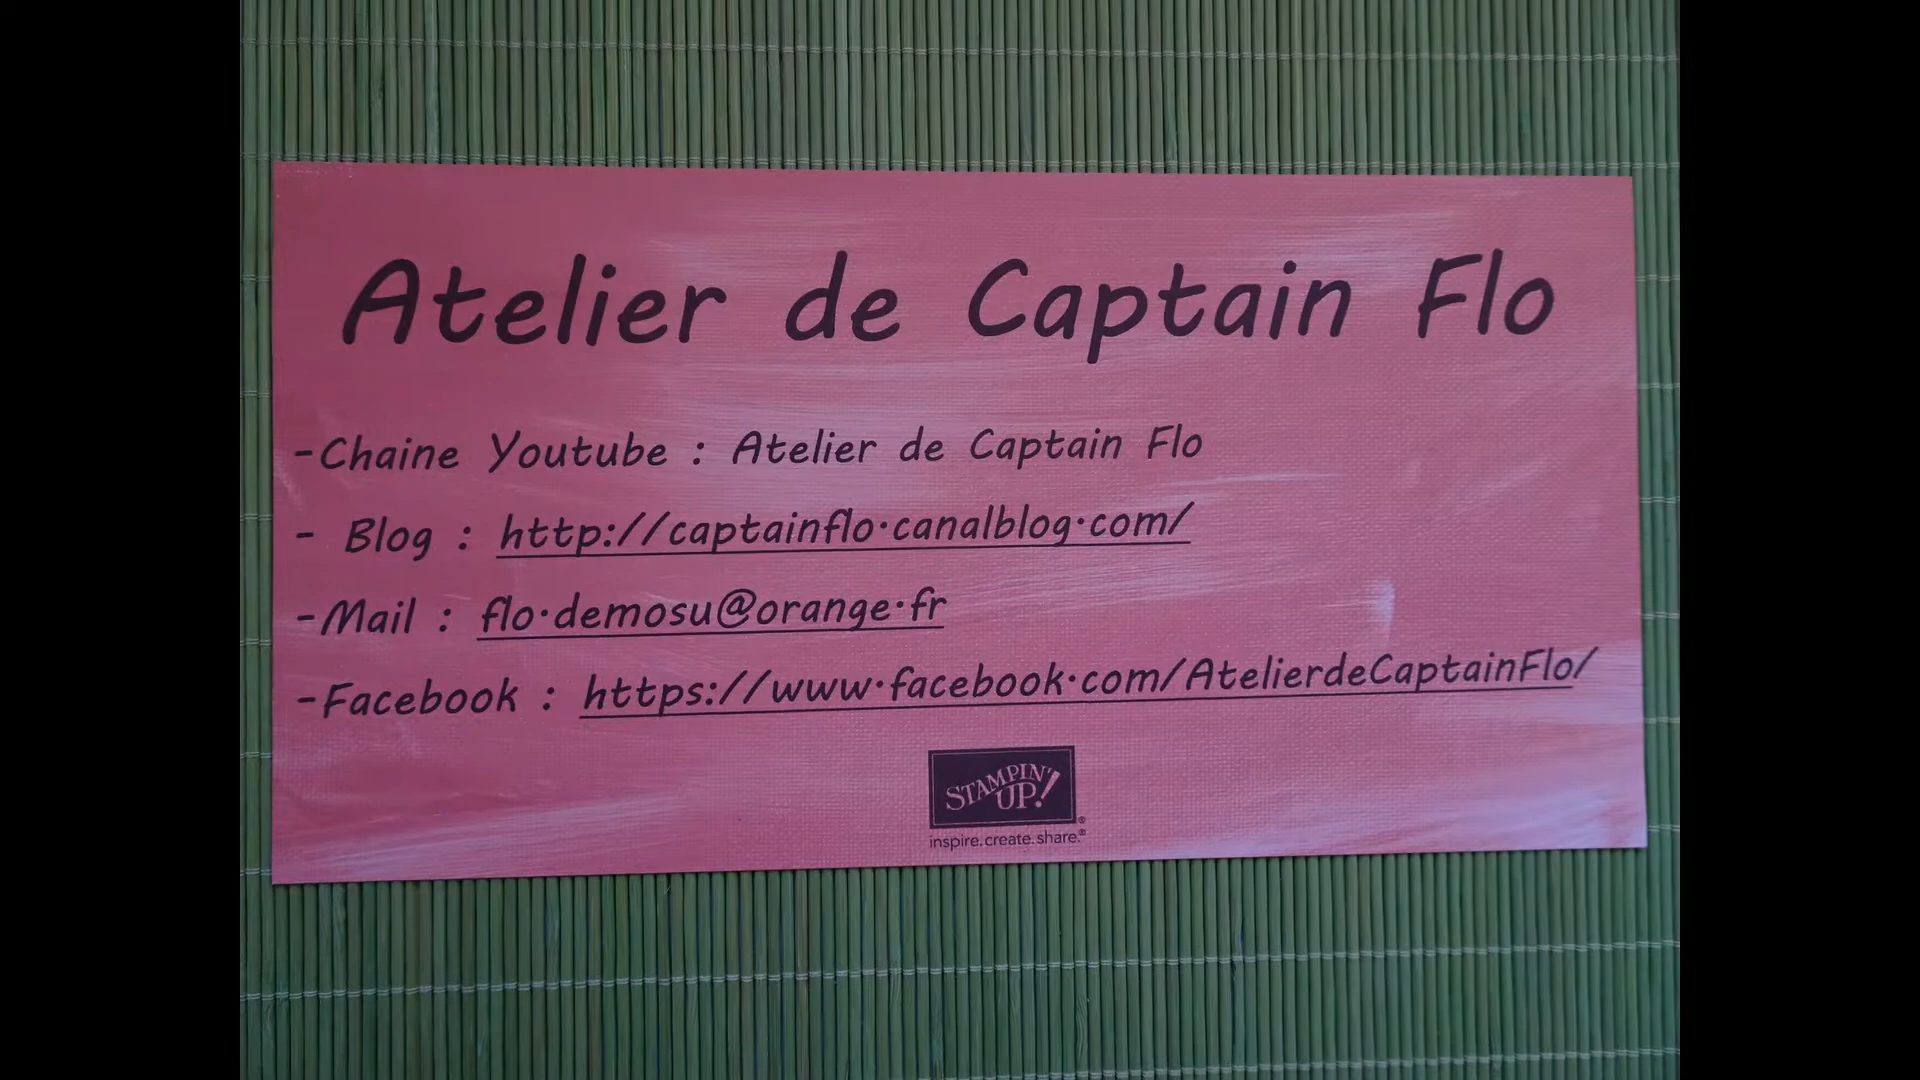 Atelier de Captain Flo
-Chaine Youtube : Atelier de Captain Flo
- Blog : http://captainflo.canalblog.com/
-Mail : flo.demosu@orange.fr
-Facebook : https://www.facebook.com/AtelierdeCaptainFlo/
STAMPIN'
UP!®
inspire.create.share.®